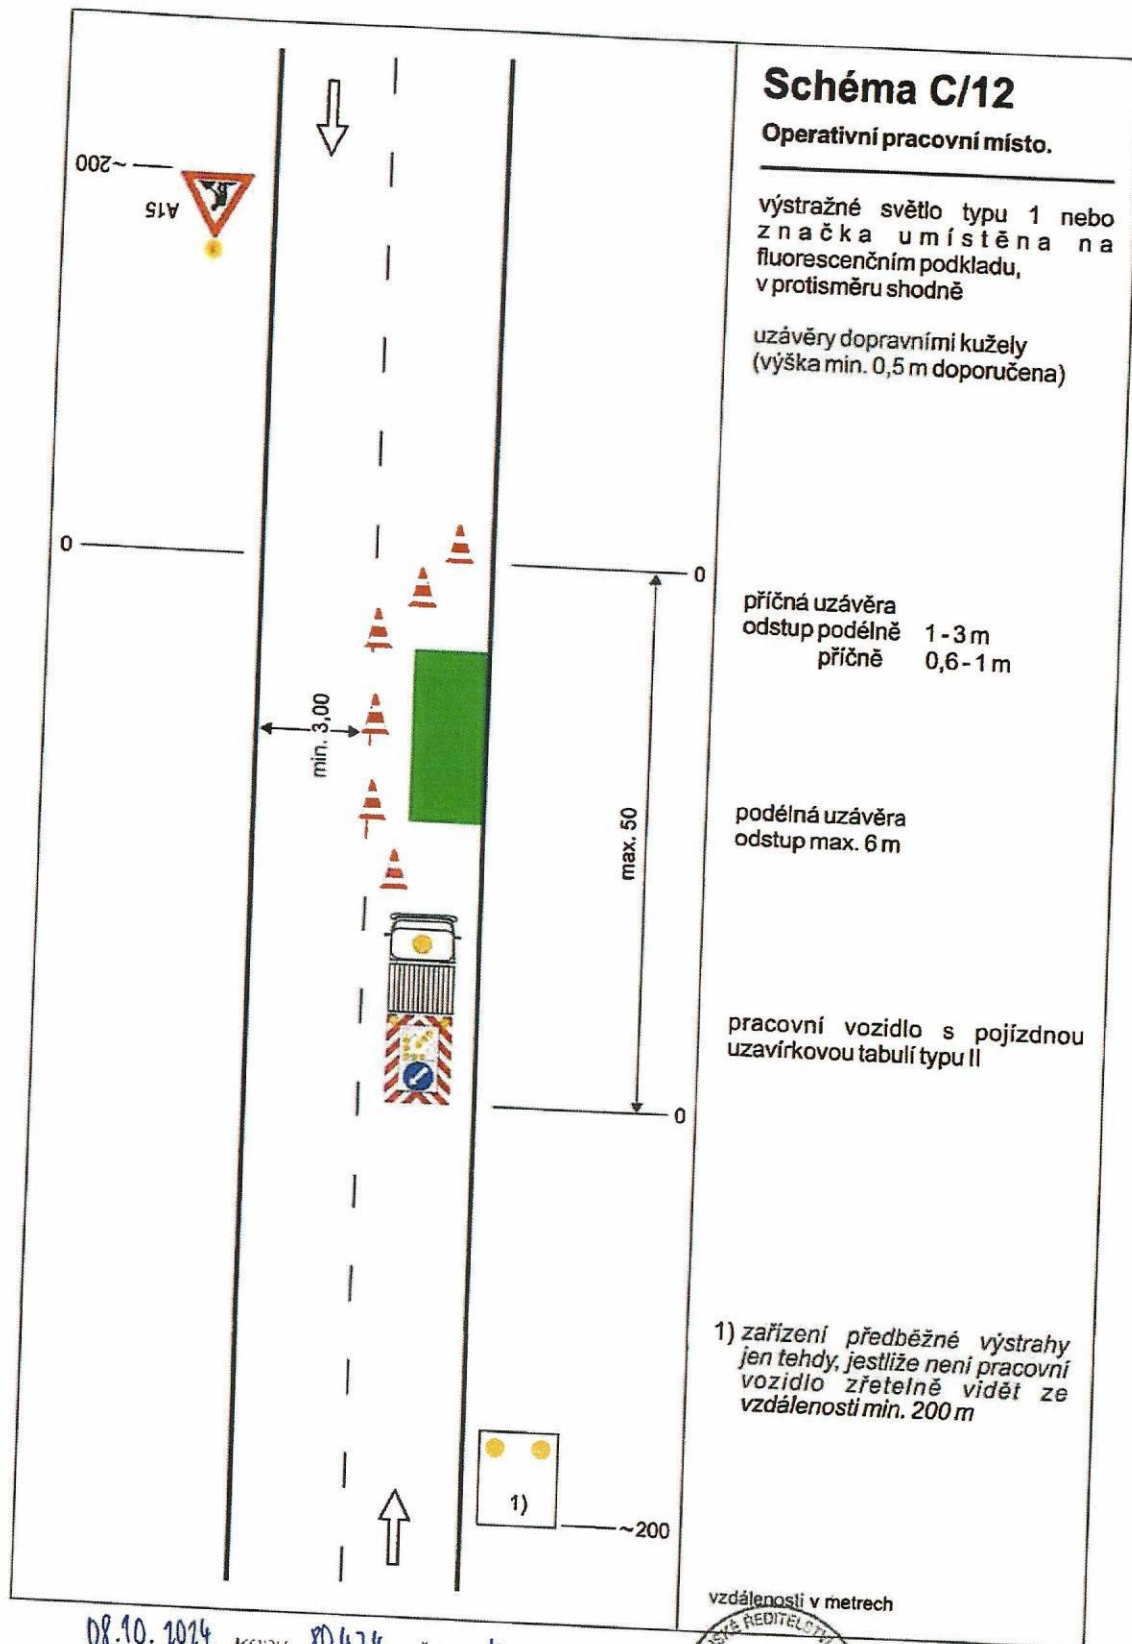 Schéma C/12
Operativní pracovní místo.
výstražné světlo typu 1 nebo
značka umístěna na
fluorescenčním podkladu,
v protisměru shodně
uzávěry dopravními kužely
(výška min. 0,5 m doporučena)
~200
A15
0
0
příčná uzávěra
odstup podélně 1-3 m
příčně 0,6-1 m
min. 3,00
max. 50
podélná uzávěra
odstup max. 6 m
pracovní vozidlo s pojízdnou
uzavírkovou tabulí typu II
0
1) zařízení předběžné výstrahy
jen tehdy, jestliže není pracovní
vozidlo zřetelně vidět ze
vzdálenosti min. 200 m
1)
~200
vzdálenosti v metrech
08.10.2024